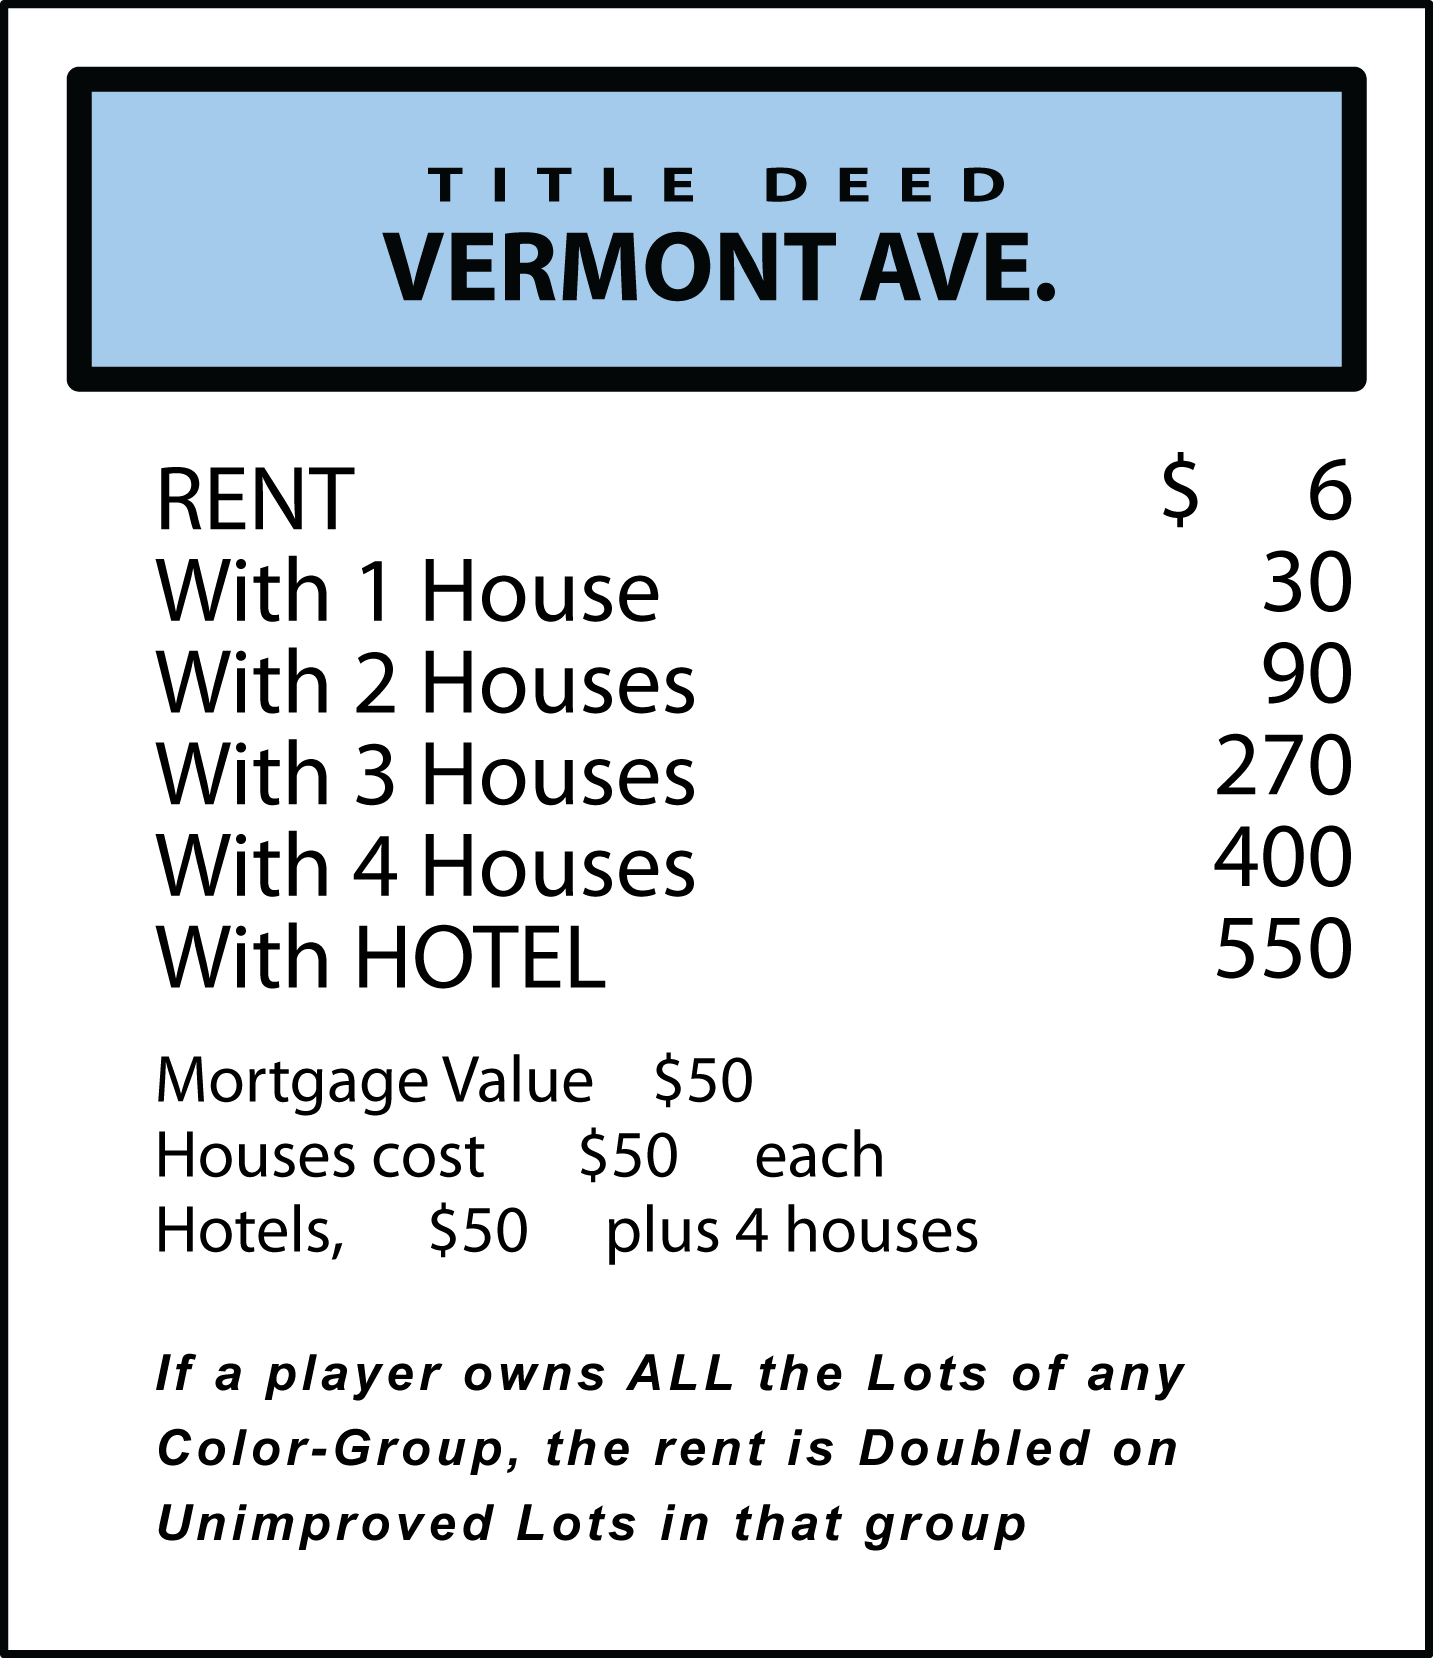 TITLE DEED
VERMONT AVE.
RENT $ 6
With 1 House 30
With 2 Houses 90
With 3 Houses 270
With 4 Houses 400
With HOTEL 550
Mortgage Value $50
Houses cost $50 each
Hotels, $50 plus 4 houses
If a player owns ALL the Lots of any
Color-Group, the rent is Doubled on
Unimproved Lots in that group